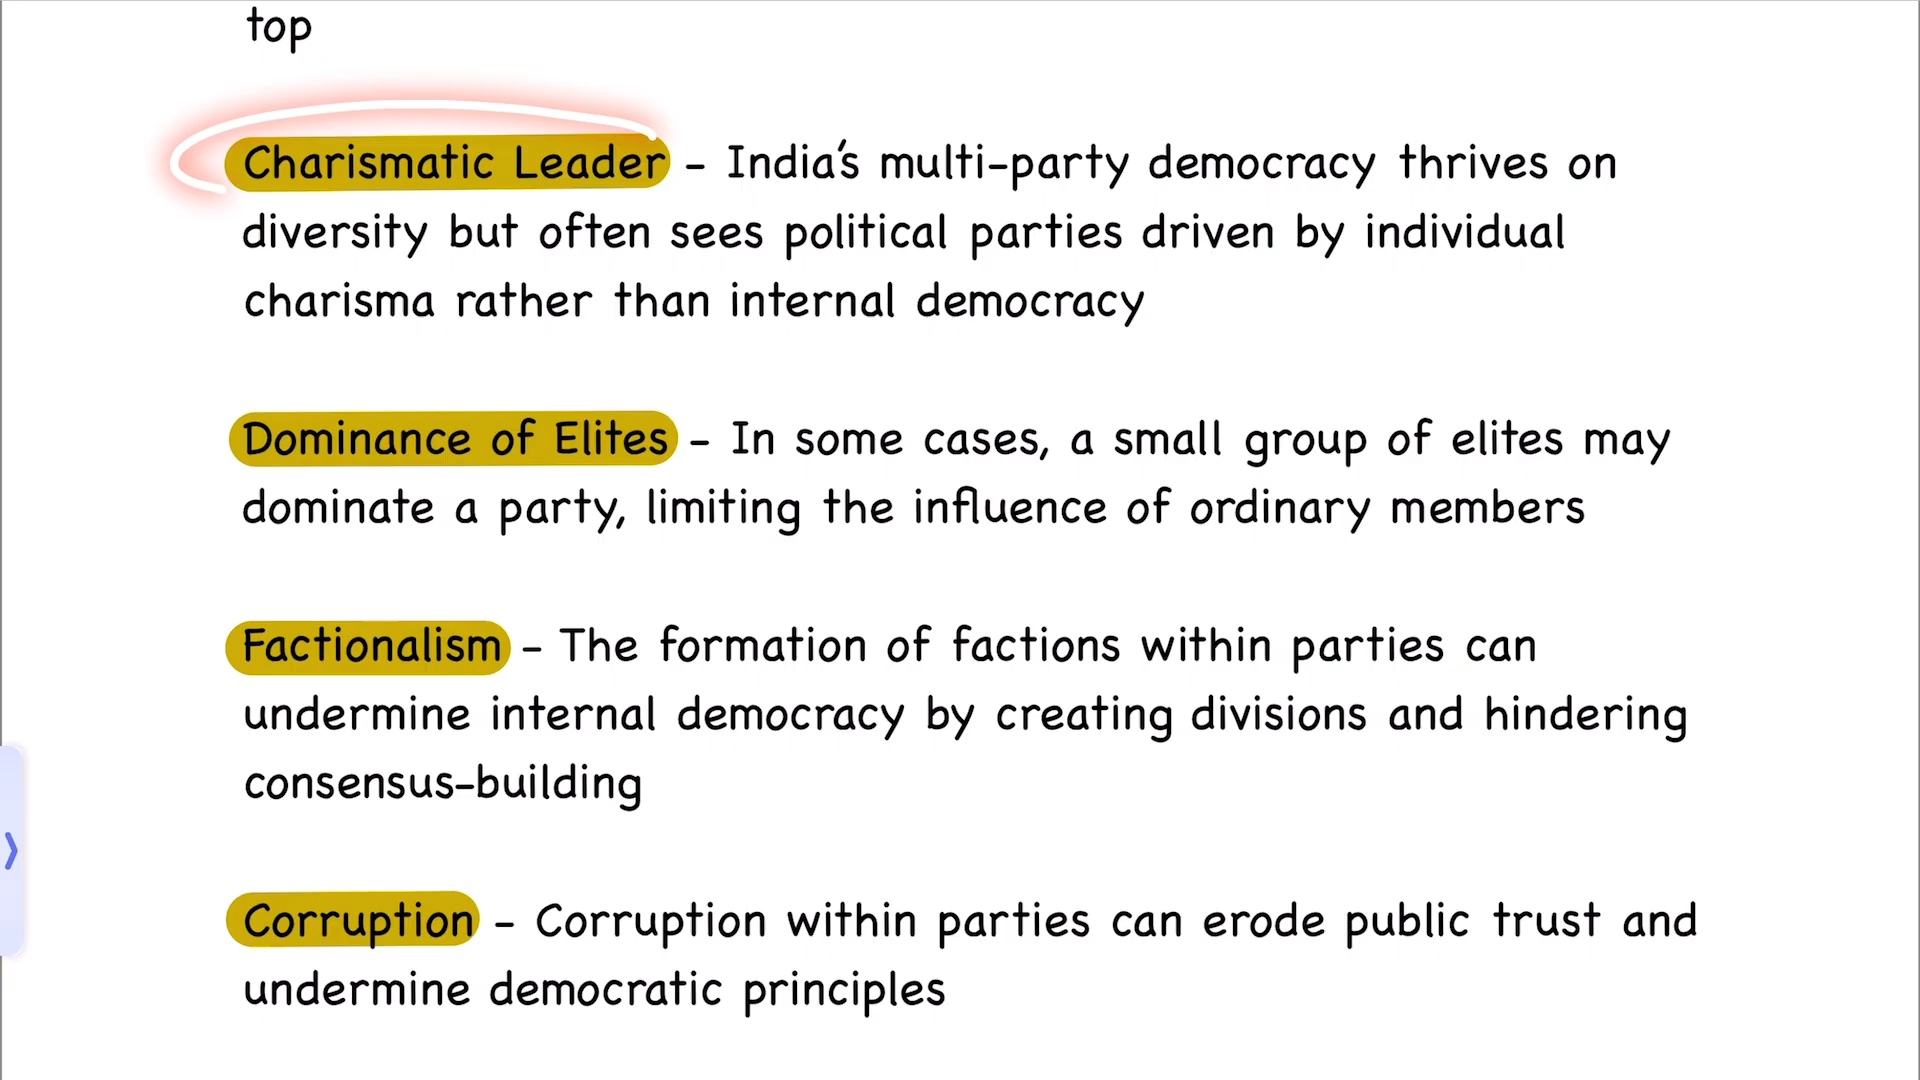 top
Charismatic Leader - India's multi-party democracy thrives on
diversity but often sees political parties driven by individual
charisma rather than internal democracy
Dominance of Elites - In some cases, a small group of elites may
dominate a party, limiting the influence of ordinary members
Factionalism - The formation of factions within parties can
undermine internal democracy by creating divisions and hindering
consensus-building
Corruption - Corruption within parties can erode public trust and
undermine democratic principles